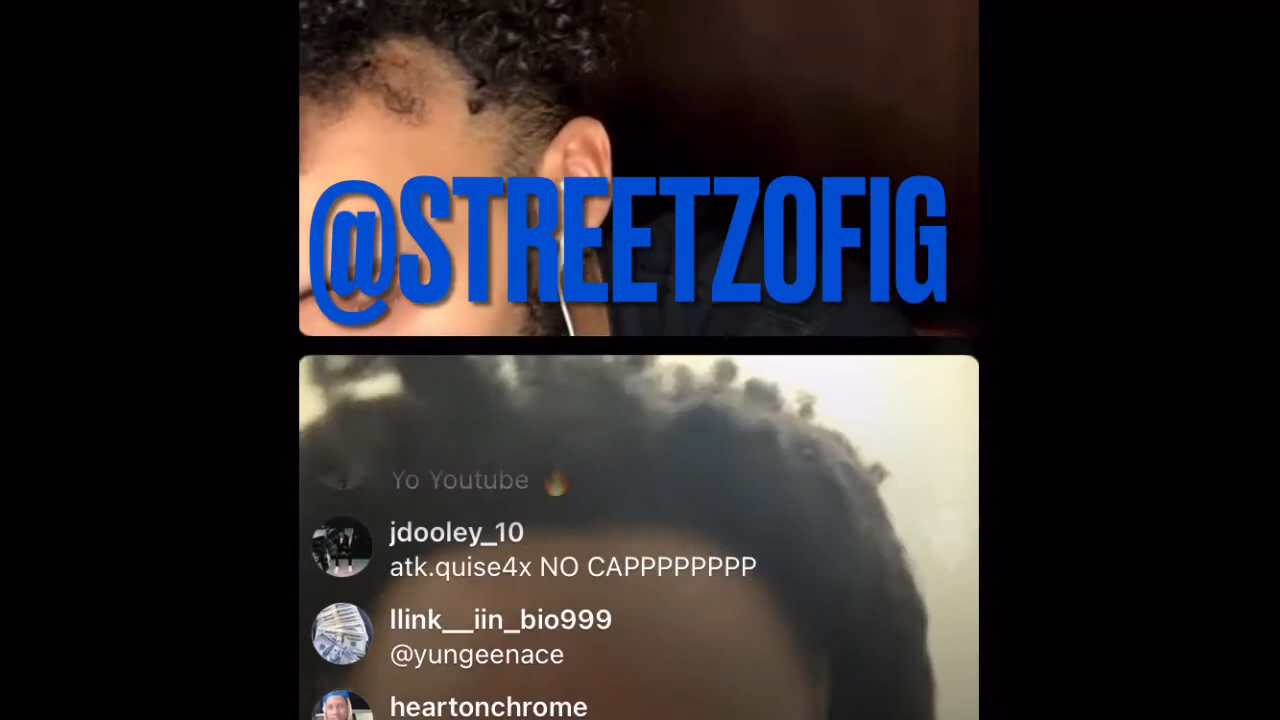 @STREETZOFIG
Yo Youtube 🔥
jdooley_10
atk.quise4x NO CAPPPPPPPP
llink__iin_bio999
@yungeenace
heartonchrome